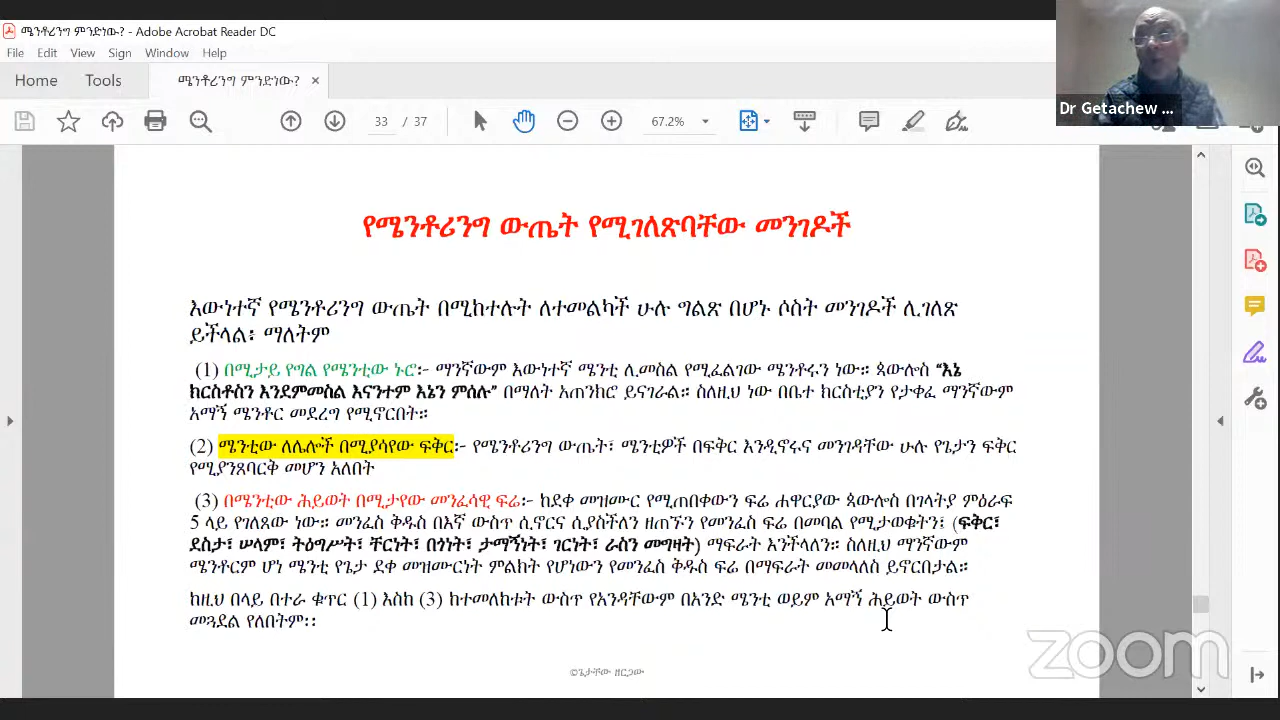 ሜንቶሪንግ ምንድነው? - Adobe Acrobat Reader DC
File Edit View Sign Window Help
Home Tools ሜንቶሪንግ ምንድነው? ×
33 / 37 67.2%
Dr Getachew ...
የሜንቶሪንግ ውጤት የሚገለጽባቸው መንገዶች
እውነተኛ የሜንቶሪንግ ውጤት በሚከተሉት ለተመልካች ሁሉ ግልጽ በሆኑ ሶስት መንገዶች ሊገለጽ
ይችላል፥ ማለትም
(1) በሚታይ የግል የሜንቲው ኑሮ፦ ማንኛውም እውነተኛ ሜንቲ ሊመስል የሚፈልገው ሜንቶሩን ነው። ጳውሎስ “እኔ
ክርስቶስን እንደምመስል እናንተም እኔን ምሰሉ” በማለት አጠንክሮ ይናገራል። ስለዚህ ነው በቤተ ክርስቲያን የታቀፈ ማንኛውም
አማኝ ሜንቶር መደረግ የሚኖርበት።
(2) ሜንቲው ለሌሎች በሚያሳየው ፍቅር፦ የሜንቶሪንግ ውጤት፣ ሜንቲዎች በፍቅር እንዲኖሩና መንገዳቸው ሁሉ የጌታን ፍቅር
የሚያንጸባርቅ መሆን አለበት
(3) በሜንቲው ሕይወት በሚታየው መንፈሳዊ ፍሬ፦ ከደቀ መዝሙር የሚጠበቀውን ፍሬ ሐዋርያው ጳውሎስ በገላትያ ምዕራፍ
5 ላይ የገለጸው ነው። መንፈስ ቅዱስ በእኛ ውስጥ ሲኖርና ሲያስችለን ዘጠኙን የመንፈስ ፍሬ በመባል የሚታወቁትን፤ (ፍቅር፣
ደስታ፣ ሠላም፣ ትዕግሥት፣ ቸርነት፣ በጎነት፣ ታማኝነት፣ ገርነት፣ ራስን መግዛት) ማፍራት እንችላለን። ስለዚህ ማንኛውም
ሜንቶርም ሆነ ሜንቲ የጌታ ደቀ መዝሙርነት ምልክት የሆነውን የመንፈስ ቅዱስ ፍሬ በማፍራት መመላለስ ይኖርበታል።
ከዚህ በላይ በተራ ቁጥር (1) እስከ (3) ከተመለከቱት ውስጥ የአንዳቸውም በአንድ ሜንቲ ወይም አማኝ ሕይወት ውስጥ
መጓደል የለበትም፡፡
©ጌታቸው ዘርጋው
zoom